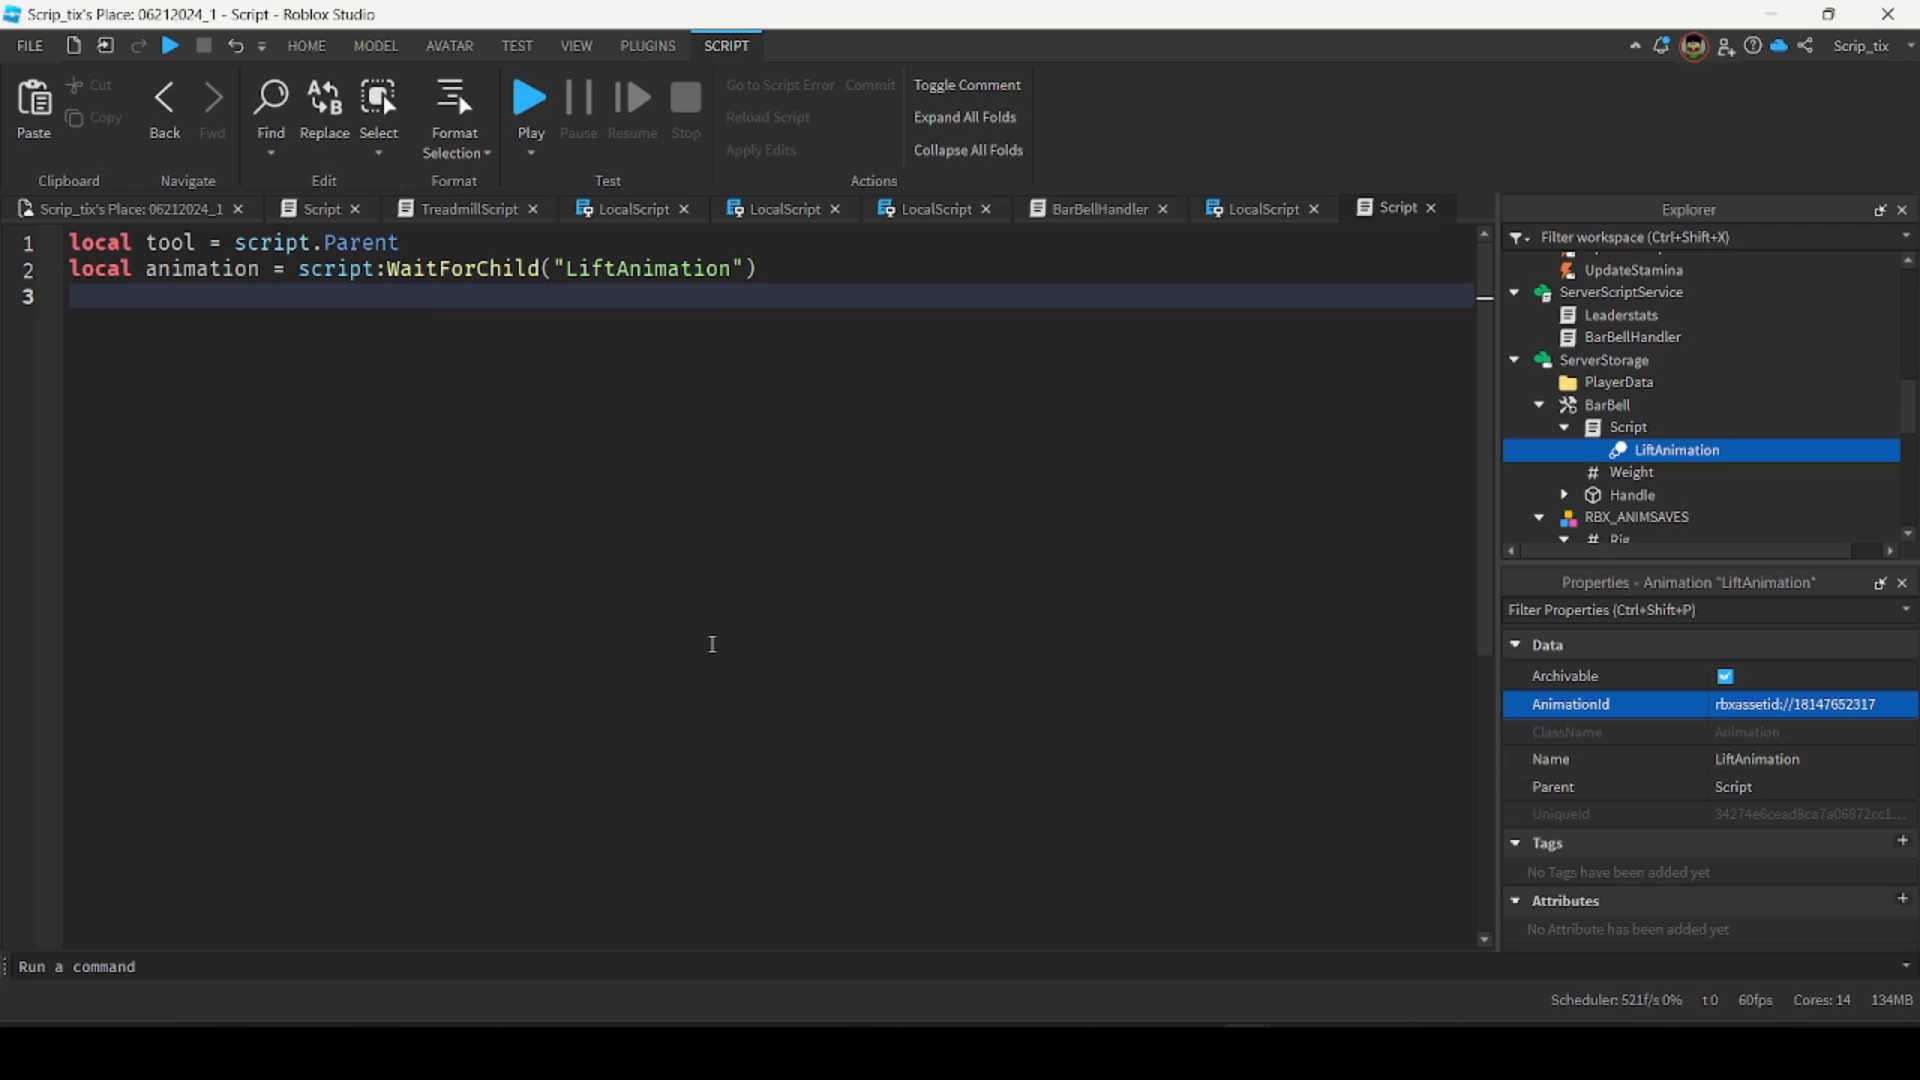 Scrip_tix's Place: 06212024_1 - Script - Roblox Studio
FILE HOME MODEL AVATAR TEST VIEW PLUGINS SCRIPT Scrip_tix
Paste Cut Copy
Back Fwd
Find Replace Select
Format Selection
Play Pause Resume Stop
Go to Script Error Commit
Reload Script
Apply Edits
Toggle Comment
Expand All Folds
Collapse All Folds
Clipboard Navigate Edit Format Test Actions
Scrip_tix's Place: 06212024_1 Script TreadmillScript LocalScript LocalScript LocalScript BarBellHandler LocalScript Script
1 local tool = script.Parent
2 local animation = script:WaitForChild("LiftAnimation")
3
Explorer
Filter workspace (Ctrl+Shift+X)
UpdateStamina
ServerScriptService
Leaderstats
BarBellHandler
ServerStorage
PlayerData
BarBell
Script
LiftAnimation
# Weight
Handle
RBX_ANIMSAVES
# Rig
Properties - Animation "LiftAnimation"
Filter Properties (Ctrl+Shift+P)
Data
Archivable
AnimationId rbxassetid://18147652317
ClassName Animation
Name LiftAnimation
Parent Script
UniqueId 34274e6cead8ca7a06872cc1...
Tags +
No Tags have been added yet
Attributes +
No Attribute has been added yet
Run a command
Scheduler: 521f/s 0% t 0 60fps Cores: 14 134MB